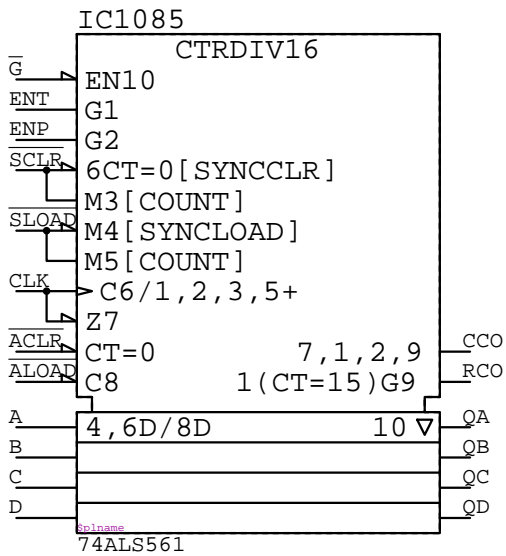 IC1085
CTRDIV16
G
EN10
ENT
G1
ENP
G2
SCLR
6CT=0[SYNCCLR]
M3[COUNT]
SLOAD
M4[SYNCLOAD]
M5[COUNT]
CLK
C6/1,2,3,5+
Z7
ACLR
CT=0
7,1,2,9
CCO
ALOAD
C8
1(CT=15)G9
RCO
A
4,6D/8D
10
QA
B
QB
C
QC
D
QD
$plname
74ALS561